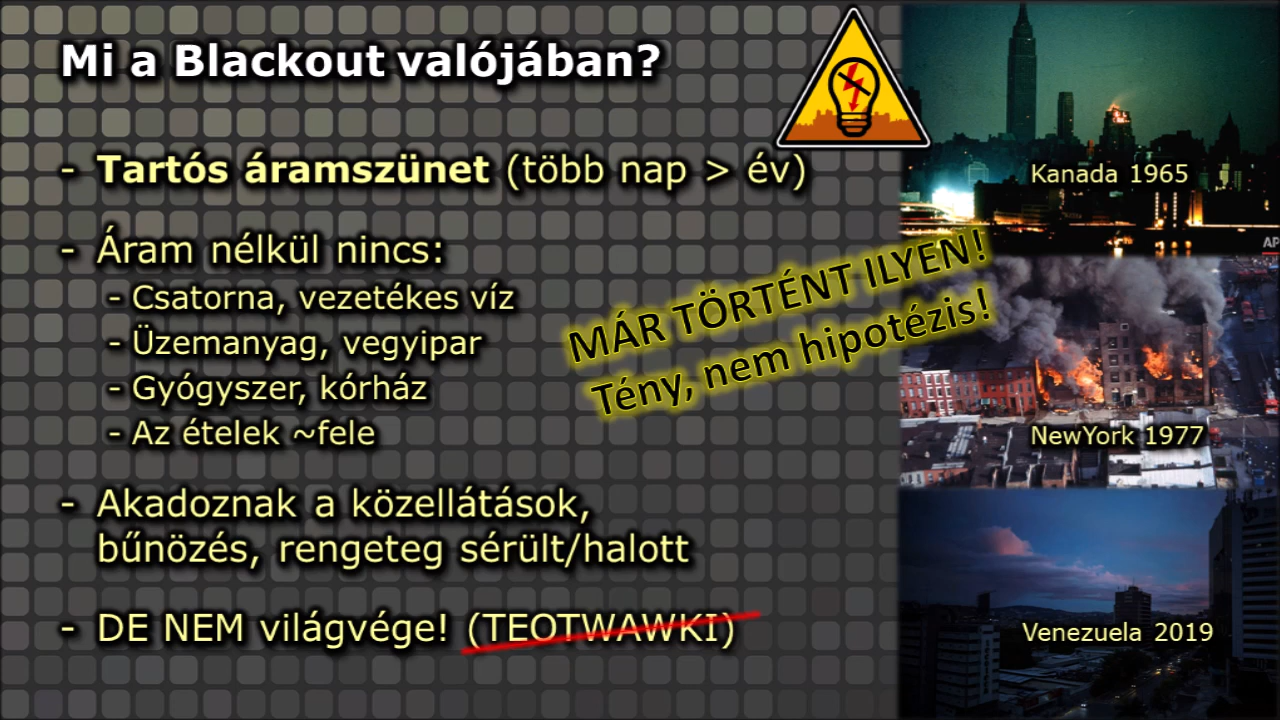 Mi a Blackout valójában?
- Tartós áramszünet (több nap > év)
- Áram nélkül nincs:
- Csatorna, vezetékes víz
- Üzemanyag, vegyipar
- Gyógyszer, kórház
- Az ételek ~fele
- Akadoznak a közellátások,
bűnözés, rengeteg sérült/halott
- DE NEM világvége! (TEOTWAWKI)
MÁR TÖRTÉNT ILYEN!
Tény, nem hipotézis!
Kanada 1965
AP
NewYork 1977
Venezuela 2019